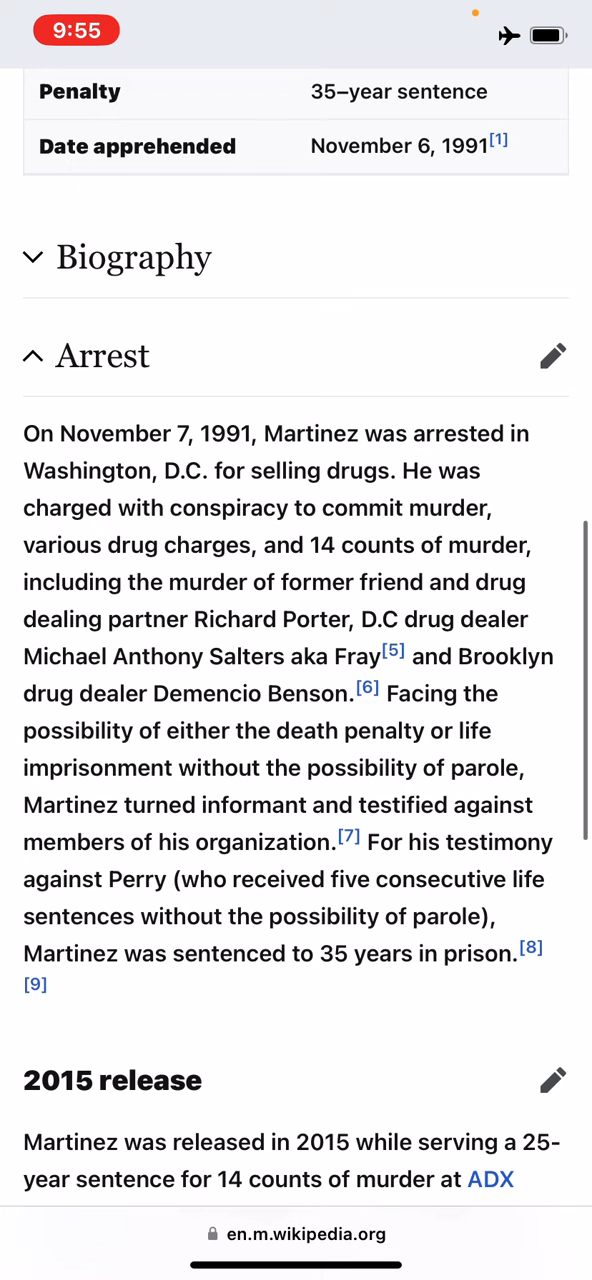 9:55
Penalty 35–year sentence
Date apprehended November 6, 1991[1]
Biography
Arrest
On November 7, 1991, Martinez was arrested in
Washington, D.C. for selling drugs. He was
charged with conspiracy to commit murder,
various drug charges, and 14 counts of murder,
including the murder of former friend and drug
dealing partner Richard Porter, D.C drug dealer
Michael Anthony Salters aka Fray[5] and Brooklyn
drug dealer Demencio Benson.[6] Facing the
possibility of either the death penalty or life
imprisonment without the possibility of parole,
Martinez turned informant and testified against
members of his organization.[7] For his testimony
against Perry (who received five consecutive life
sentences without the possibility of parole),
Martinez was sentenced to 35 years in prison.[8]
[9]
2015 release
Martinez was released in 2015 while serving a 25-
year sentence for 14 counts of murder at ADX
en.m.wikipedia.org